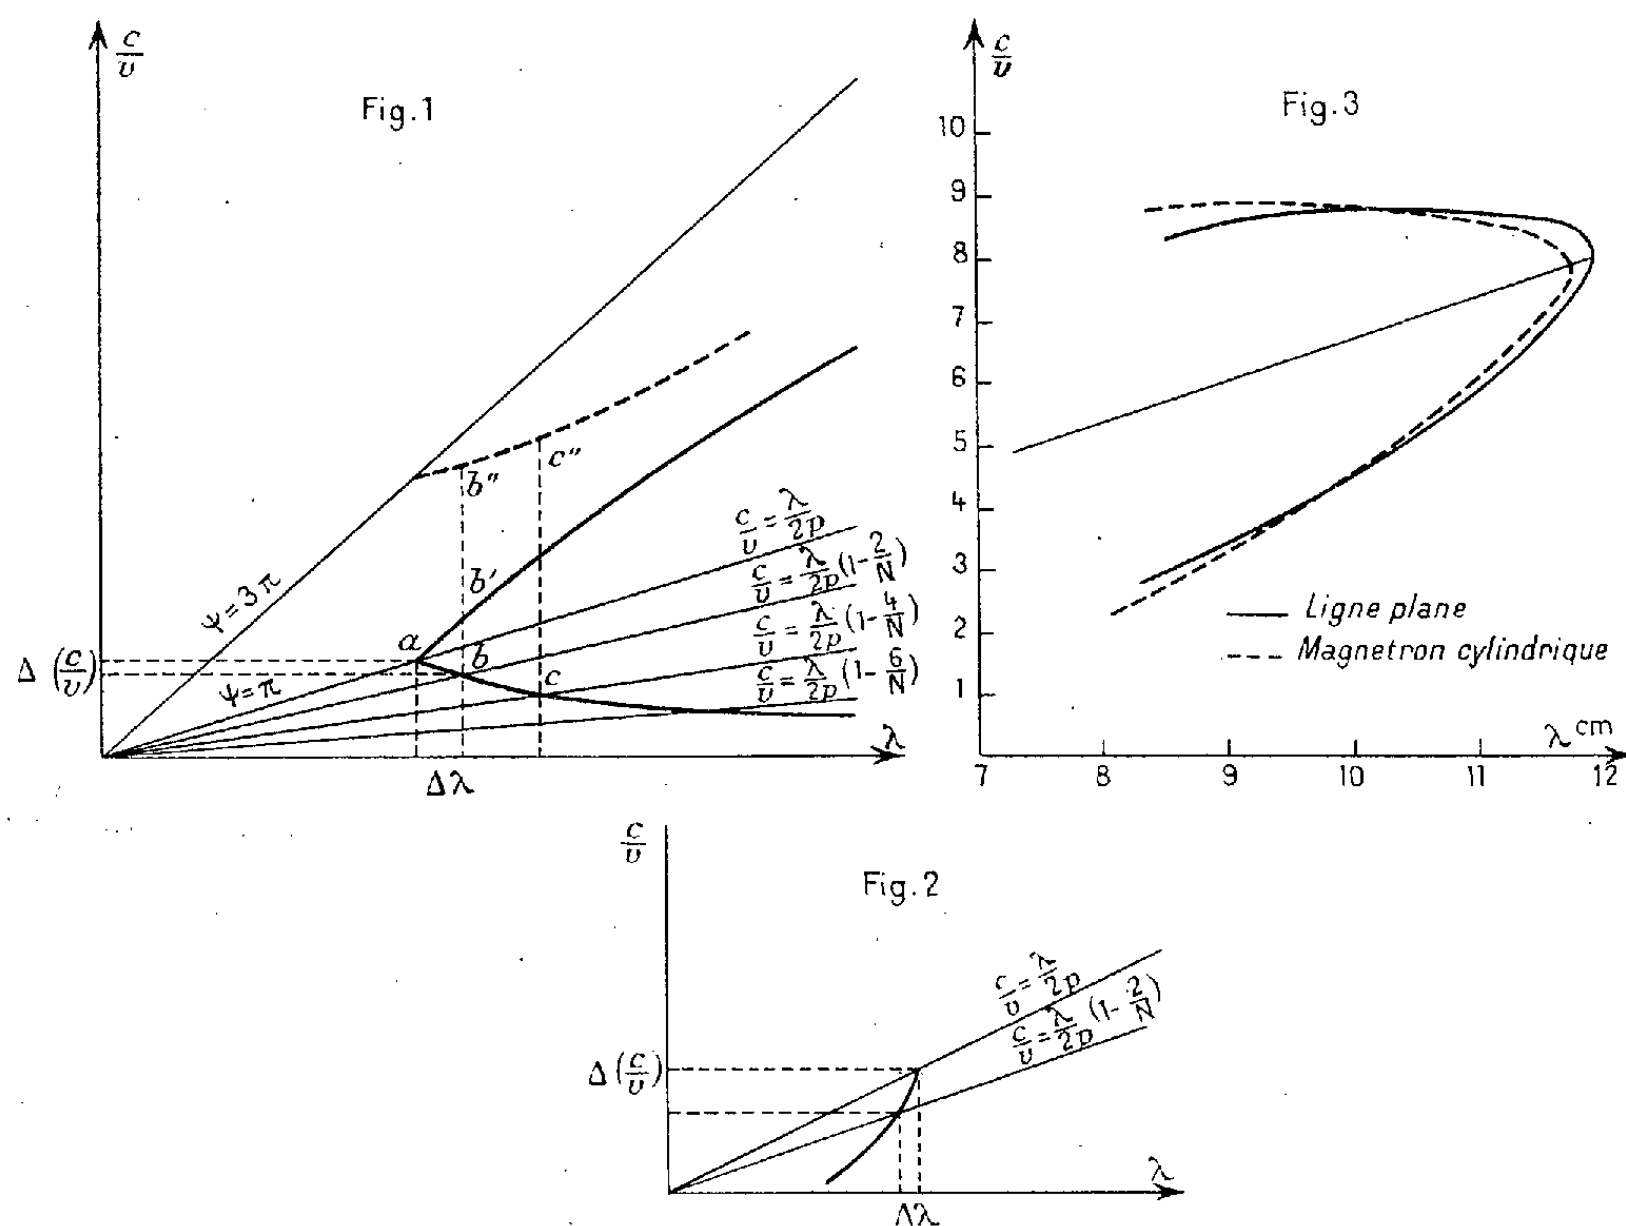 Fig.1
c/v
ψ=3π
ψ=π
a
b
b'
b"
c
c"
c/v = λ/2p
c/v = λ/2p (1-2/N)
c/v = λ/2p (1-4/N)
c/v = λ/2p (1-6/N)
Δ (c/v)
Δλ
λ
Fig.3
c/v
10
9
8
7
6
5
4
3
2
1
Ligne plane
Magnetron cylindrique
λ cm
7 8 9 10 11 12
Fig.2
c/v
c/v = λ/2p
c/v = λ/2p (1-2/N)
Δ (c/v)
Δλ
λ